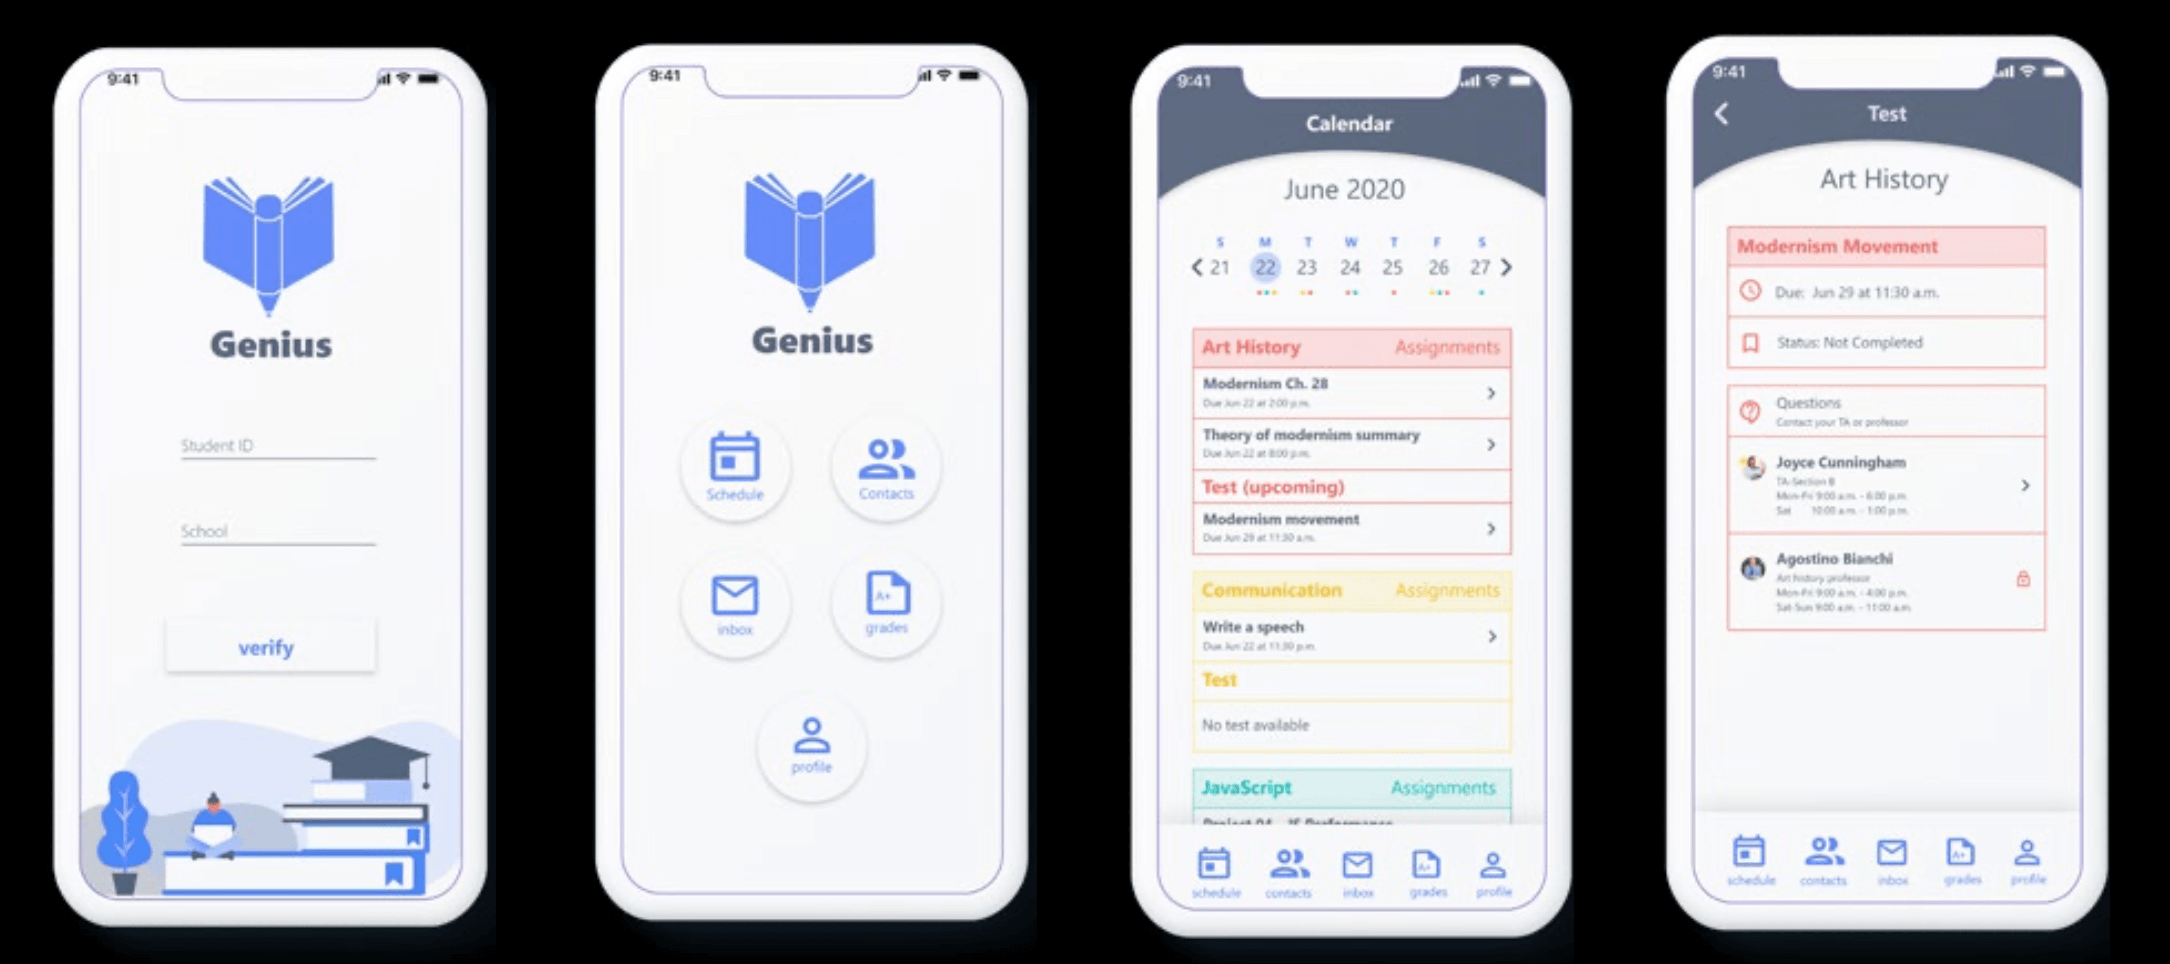 9:41
Genius
Student ID
School
verify
9:41
Genius
Schedule
Contacts
inbox
A+
grades
profile
9:41
Calendar
June 2020
S M T W T F S
21 22 23 24 25 26 27
Art History Assignments
Modernism Ch. 28
Due Jun 22 at 2:00 p.m.
Theory of modernism summary
Due Jun 22 at 8:00 p.m.
Test (upcoming)
Modernism movement
Due Jun 29 at 11:30 a.m.
Communication Assignments
Write a speech
Due Jun 22 at 11:30 p.m.
Test
No test available
JavaScript Assignments
Project 04 - JS Performance
A+
schedule contacts inbox grades profile
9:41
Test
Art History
Modernism Movement
Due: Jun 29 at 11:30 a.m.
Status: Not Completed
Questions
Contact your TA or professor
Joyce Cunningham
TA-Section B
Mon-Fri 9:00 a.m. - 6:00 p.m.
Sat 10:00 a.m. - 1:00 p.m.
Agostino Bianchi
Art history professor
Mon-Fri 9:00 a.m. - 4:00 p.m.
Sat-Sun 9:00 a.m. - 11:00 a.m.
A+
schedule contacts inbox grades profile